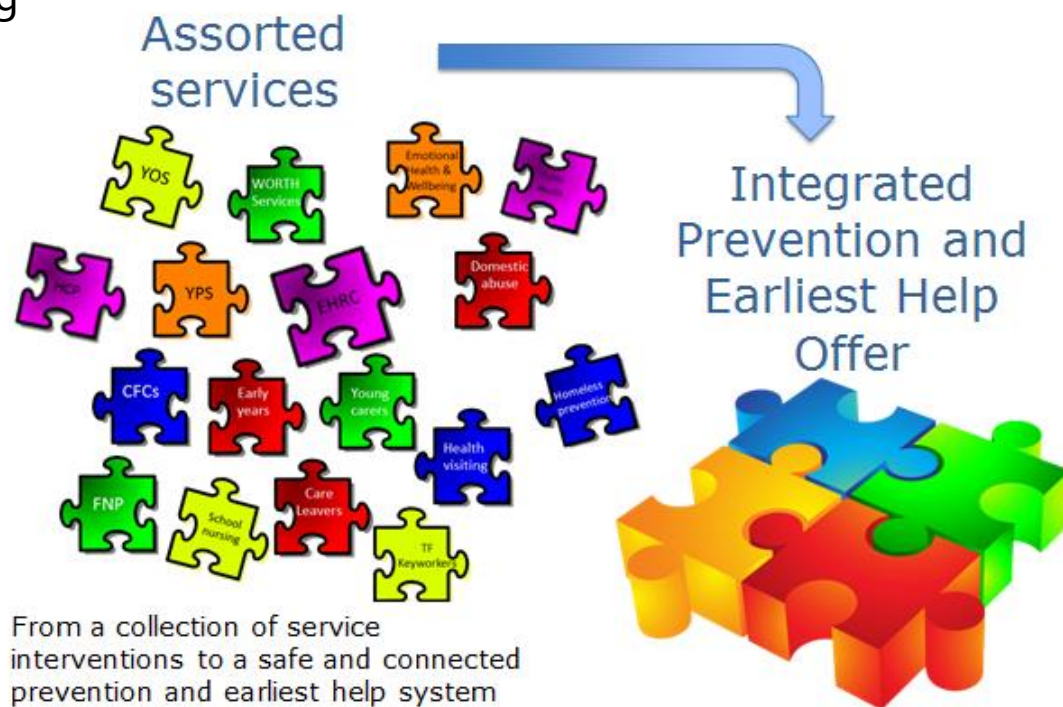 g
Assorted
services
Integrated
Prevention and
Earliest Help
Offer
YOS
WORTH
Services
Emotional
Health &
Wellbeing
HCP
YPS
EHRC
Domestic
abuse
CFCs
Early
years
Young
carers
Health
visiting
Homeless
prevention
FNP
School
nursing
Care
Leavers
TF
Keyworkers
From a collection of service
interventions to a safe and connected
prevention and earliest help system